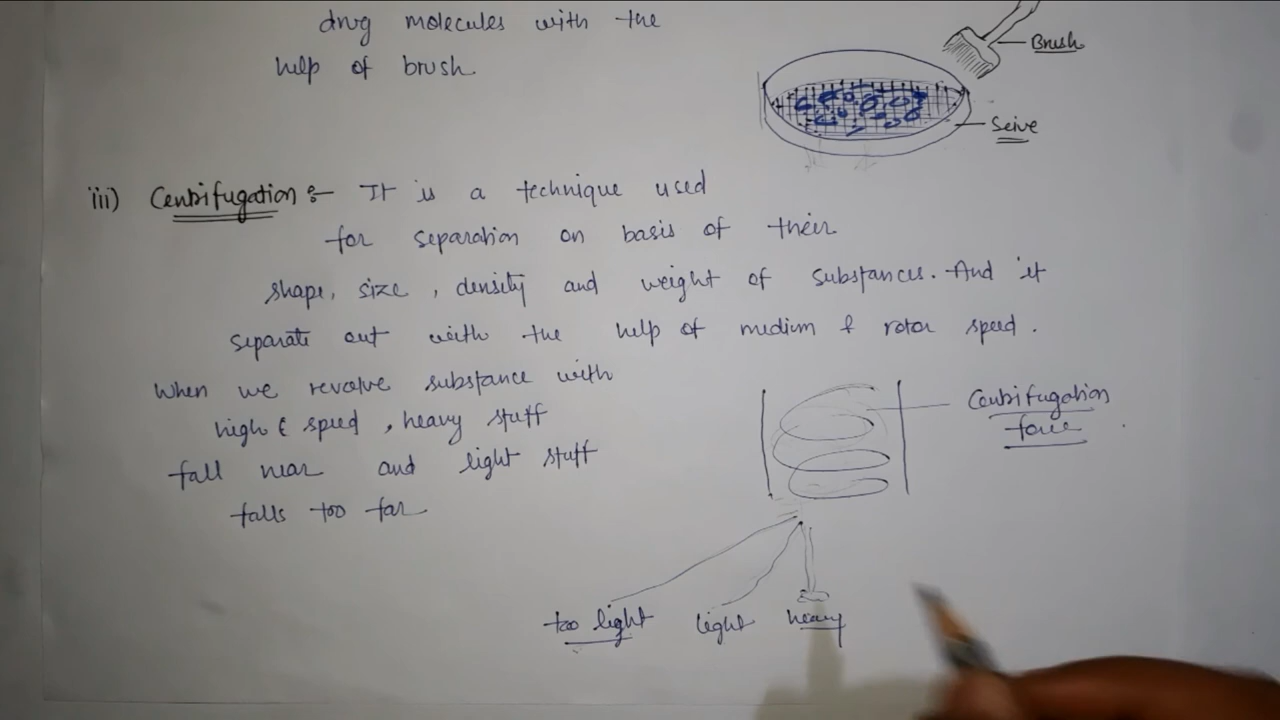 drug molecules with the
help of brush
Brush
Seive
iii) Centrifugation :- It is a technique used
for separation on basis of their
shape, size, density and weight of substances. And it
separate out with the help of medium & rotor speed.
When we revolve substance with
high speed, heavy stuff
fall near and light stuff
falls too far
Centrifugation
force
too light light heavy